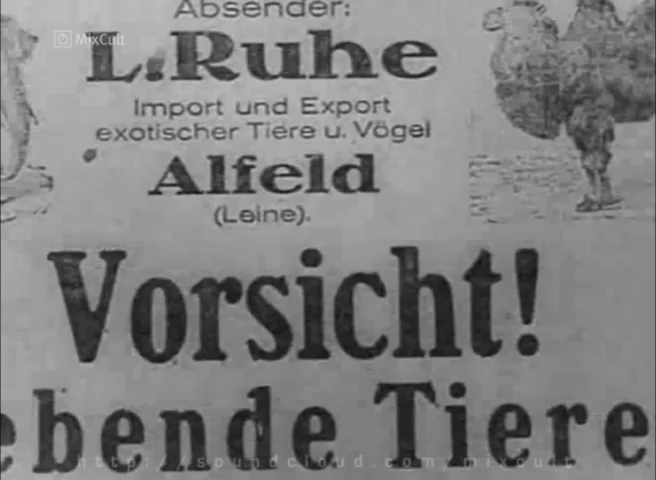 Absender:
MixCult
L. Ruhe
Import und Export
exotischer Tiere u. Vögel
Alfeld
(Leine).
Vorsicht!
ebende Tiere
http://soundcloud.com/mixcult